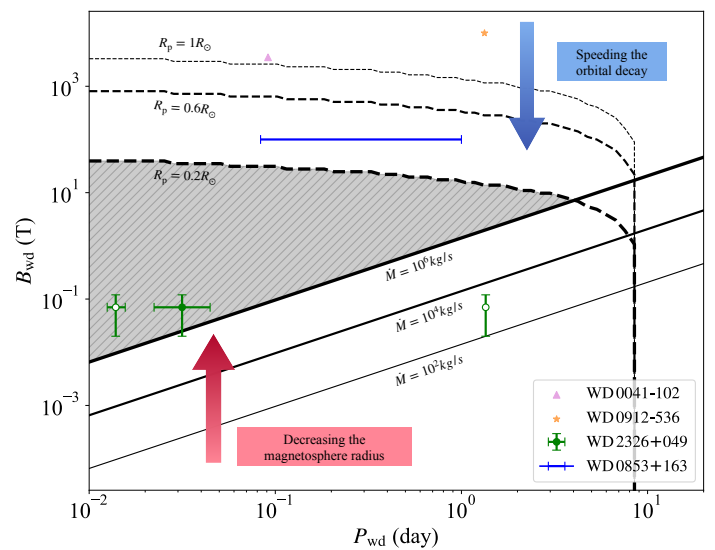 R_p = 1R_⊙
Speeding the
orbital decay
10^5
R_p = 0.6R_⊙
R_p = 0.2R_⊙
10^1
B_wd (T)
Ṁ = 10^6 kg/s
10^-1
Ṁ = 10^4 kg/s
Ṁ = 10^2 kg/s
10^3
10^-3
Decreasing the
magnetosphere radius
WD 0041-102
WD 0912-536
WD 2326+049
WD 0853+163
10^-2
10^-1
10^0
10^1
P_wd (day)